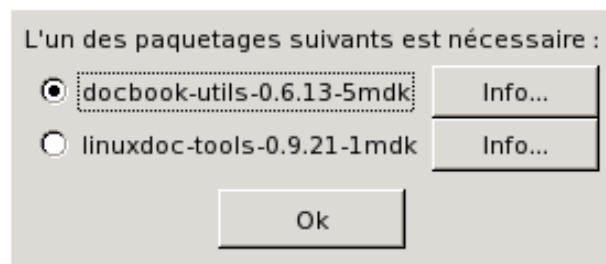 L'un des paquetages suivants est nécessaire :
docbook-utils-0.6.13-5mdk Info...
linuxdoc-tools-0.9.21-1mdk Info...
Ok